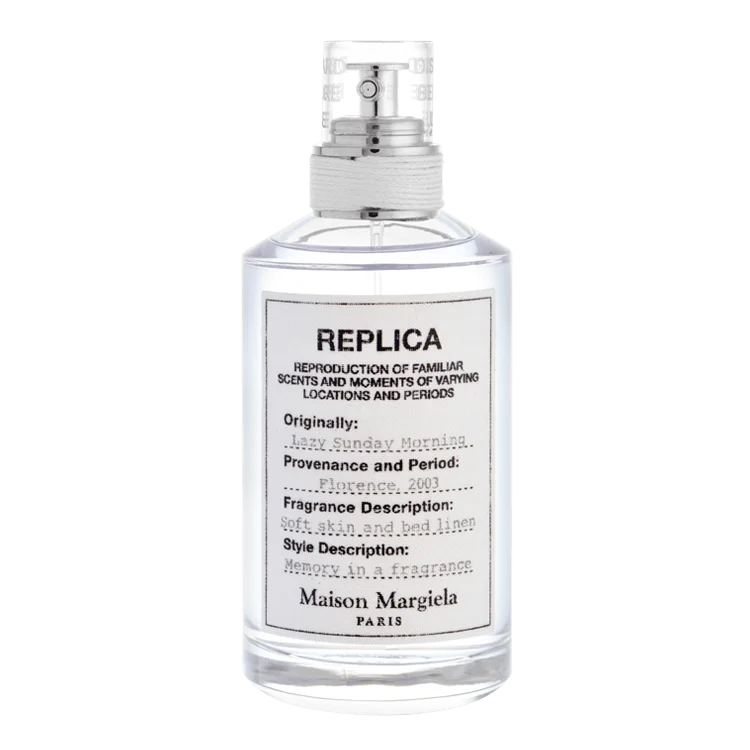 REPLICA
REPRODUCTION OF FAMILIAR
SCENTS AND MOMENTS OF VARYING
LOCATIONS AND PERIODS
Originally:
Lazy Sunday Morning
Provenance and Period:
Florence, 2003
Fragrance Description:
Soft skin and bed linen
Style Description:
Memory in a fragrance
Maison Margiela
PARIS